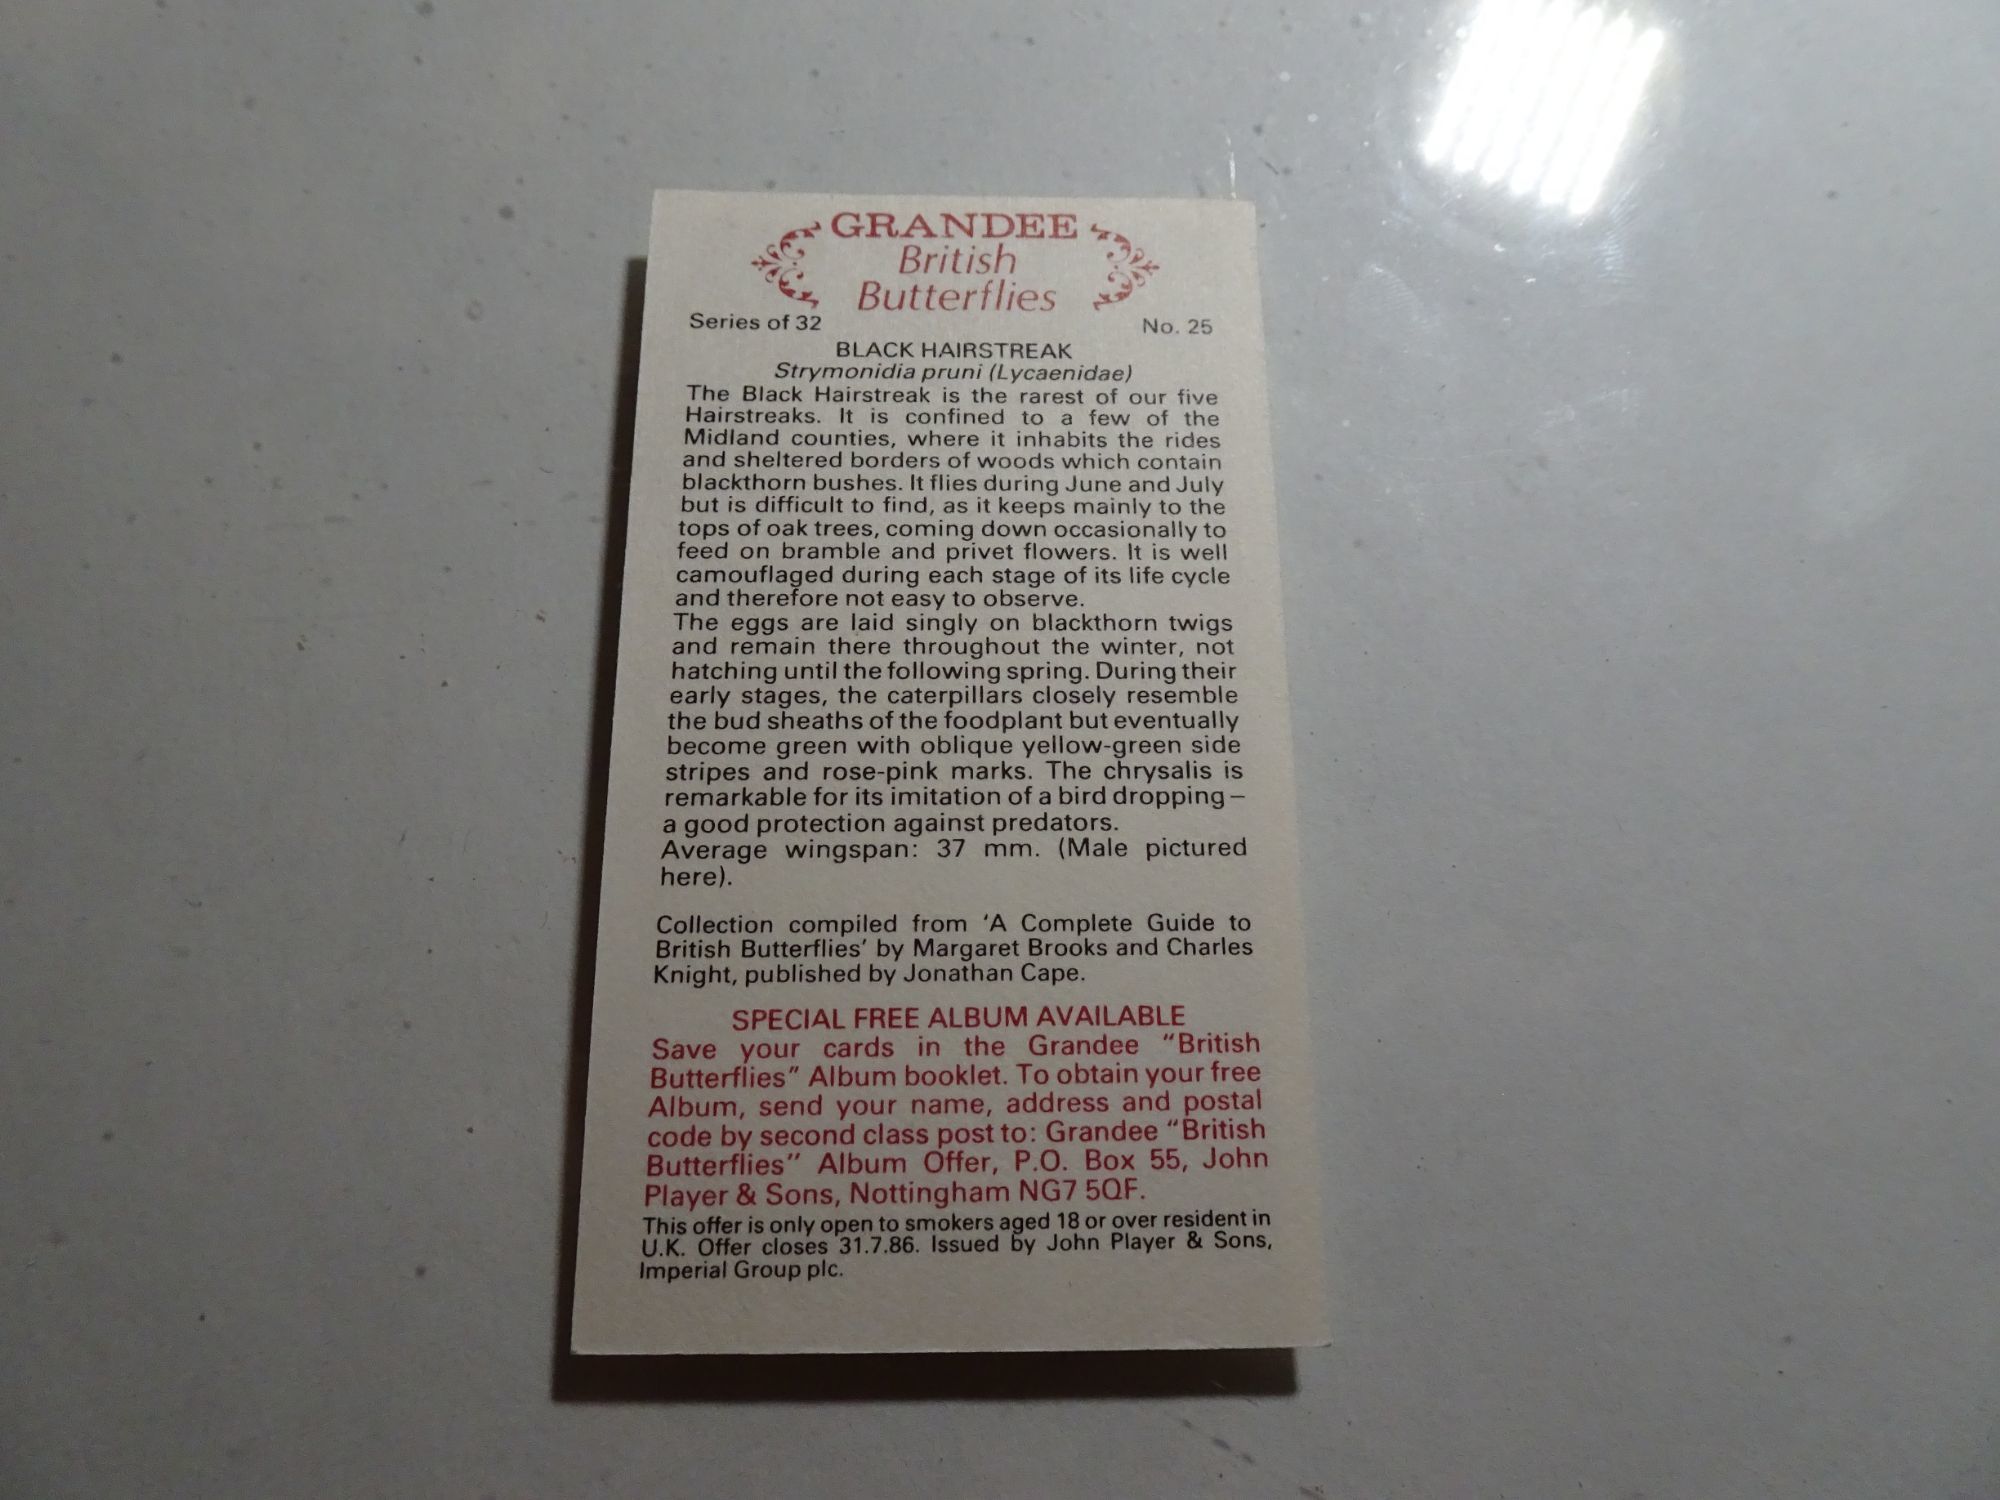 GRANDEE
British
Butterflies
Series of 32 No. 25
BLACK HAIRSTREAK
Strymonidia pruni (Lycaenidae)
The Black Hairstreak is the rarest of our five
Hairstreaks. It is confined to a few of the
Midland counties, where it inhabits the rides
and sheltered borders of woods which contain
blackthorn bushes. It flies during June and July
but is difficult to find, as it keeps mainly to the
tops of oak trees, coming down occasionally to
feed on bramble and privet flowers. It is well
camouflaged during each stage of its life cycle
and therefore not easy to observe.
The eggs are laid singly on blackthorn twigs
and remain there throughout the winter, not
hatching until the following spring. During their
early stages, the caterpillars closely resemble
the bud sheaths of the foodplant but eventually
become green with oblique yellow-green side
stripes and rose-pink marks. The chrysalis is
remarkable for its imitation of a bird dropping –
a good protection against predators.
Average wingspan: 37 mm. (Male pictured
here).
Collection compiled from ‘A Complete Guide to
British Butterflies’ by Margaret Brooks and Charles
Knight, published by Jonathan Cape.
SPECIAL FREE ALBUM AVAILABLE
Save your cards in the Grandee “British
Butterflies” Album booklet. To obtain your free
Album, send your name, address and postal
code by second class post to: Grandee “British
Butterflies” Album Offer, P.O. Box 55, John
Player & Sons, Nottingham NG7 5QF.
This offer is only open to smokers aged 18 or over resident in
U.K. Offer closes 31.7.86. Issued by John Player & Sons,
Imperial Group plc.